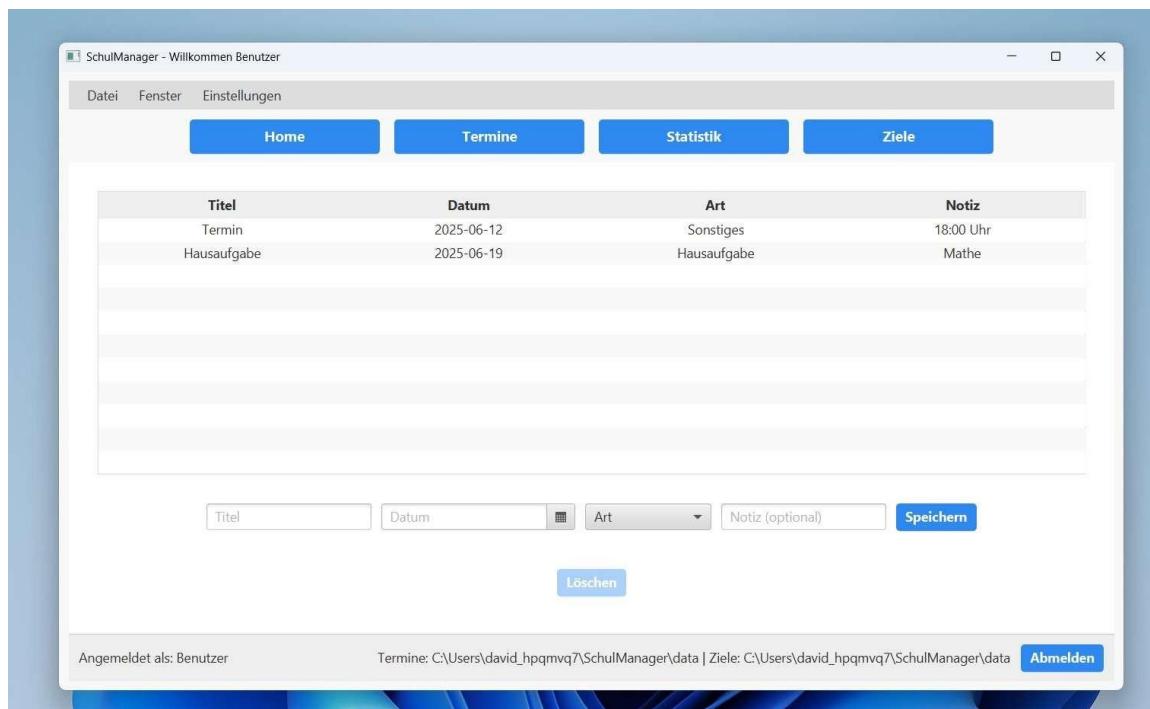 SchulManager - Willkommen Benutzer
Datei Fenster Einstellungen
Home Termine Statistik Ziele
Titel Datum Art Notiz
Termin 2025-06-12 Sonstiges 18:00 Uhr
Hausaufgabe 2025-06-19 Hausaufgabe Mathe
Titel Datum Art Notiz (optional) Speichern
Löschen
Angemeldet als: Benutzer Termine: C:\Users\david_hpqmvq7\SchulManager\data | Ziele: C:\Users\david_hpqmvq7\SchulManager\data Abmelden